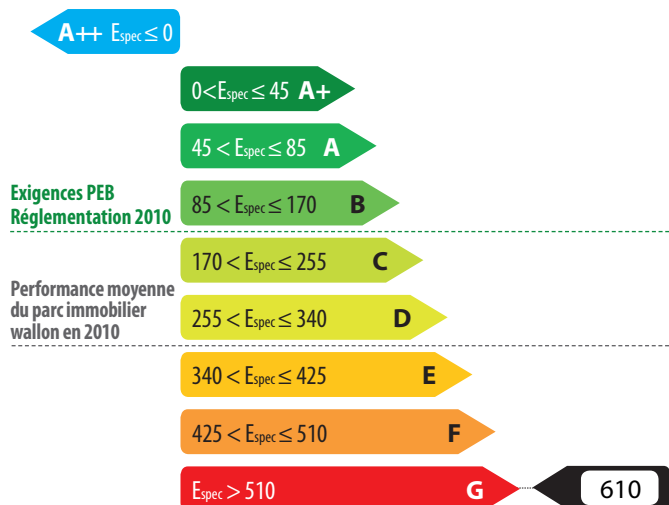 A++ Espec ≤ 0
0<Espec ≤ 45 A+
45 < Espec ≤ 85 A
Exigences PEB
Réglementation 2010
85 < Espec ≤ 170 B
170 < Espec ≤ 255 C
Performance moyenne
du parc immobilier
wallon en 2010
255 < Espec ≤ 340 D
340 < Espec ≤ 425 E
425 < Espec ≤ 510 F
Espec > 510 G 610